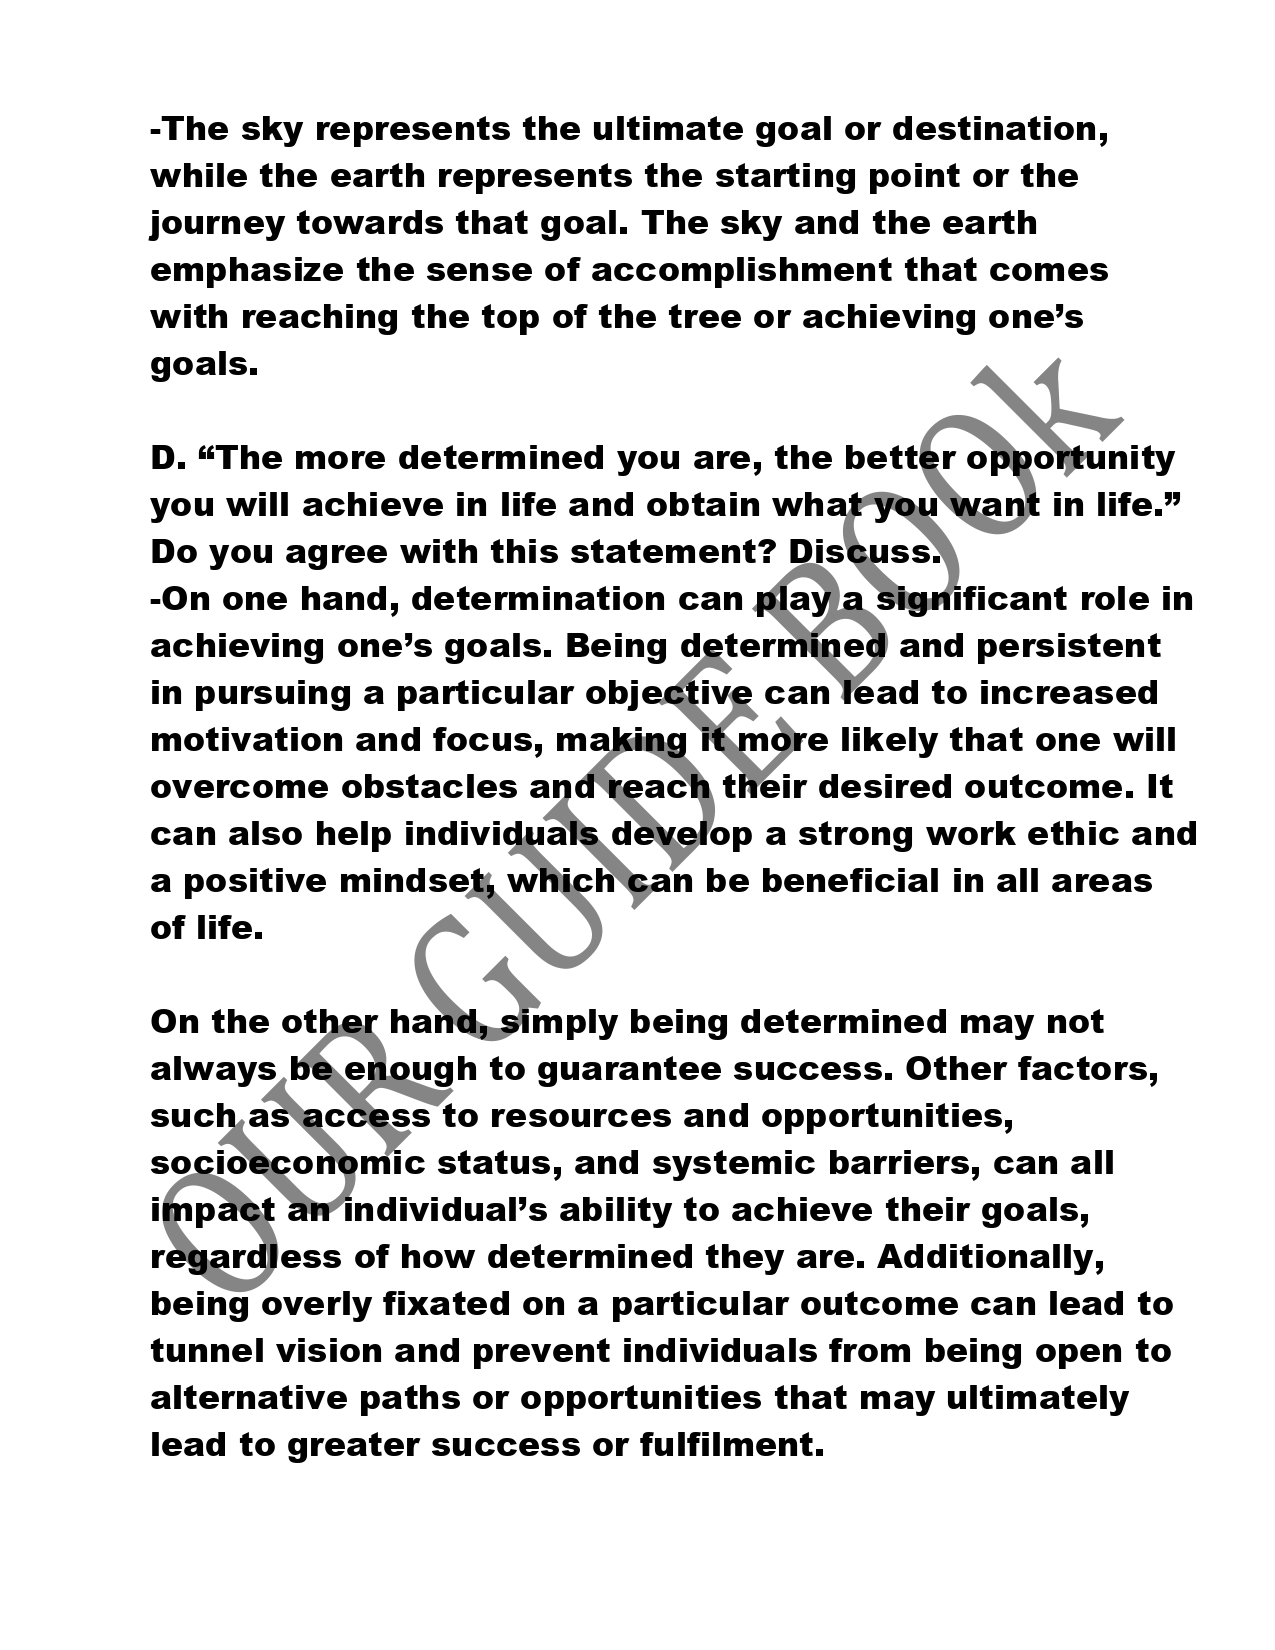 -The sky represents the ultimate goal or destination,
while the earth represents the starting point or the
journey towards that goal. The sky and the earth
emphasize the sense of accomplishment that comes
with reaching the top of the tree or achieving one’s
goals.
D. “The more determined you are, the better opportunity
you will achieve in life and obtain what you want in life.”
Do you agree with this statement? Discuss.
-On one hand, determination can play a significant role in
achieving one’s goals. Being determined and persistent
in pursuing a particular objective can lead to increased
motivation and focus, making it more likely that one will
overcome obstacles and reach their desired outcome. It
can also help individuals develop a strong work ethic and
a positive mindset, which can be beneficial in all areas
of life.
On the other hand, simply being determined may not
always be enough to guarantee success. Other factors,
such as access to resources and opportunities,
socioeconomic status, and systemic barriers, can all
impact an individual’s ability to achieve their goals,
regardless of how determined they are. Additionally,
being overly fixated on a particular outcome can lead to
tunnel vision and prevent individuals from being open to
alternative paths or opportunities that may ultimately
lead to greater success or fulfilment.
OUR GUIDE BOOk